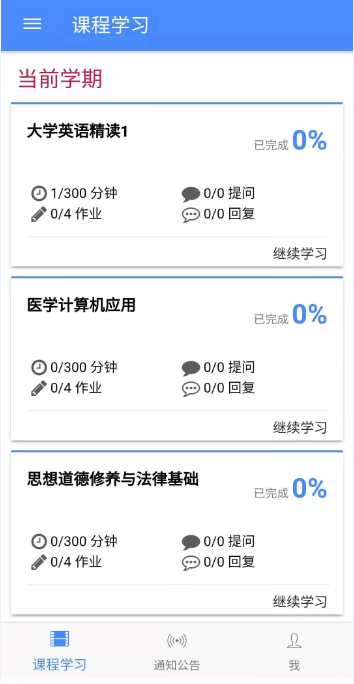 课程学习
当前学期
大学英语精读1
已完成 0%
1/300 分钟 0/0 提问
0/4 作业 0/0 回复
继续学习
医学计算机应用
已完成 0%
0/300 分钟 0/0 提问
0/4 作业 0/0 回复
继续学习
思想道德修养与法律基础
已完成 0%
0/300 分钟 0/0 提问
0/4 作业 0/0 回复
继续学习
课程学习 通知公告 我